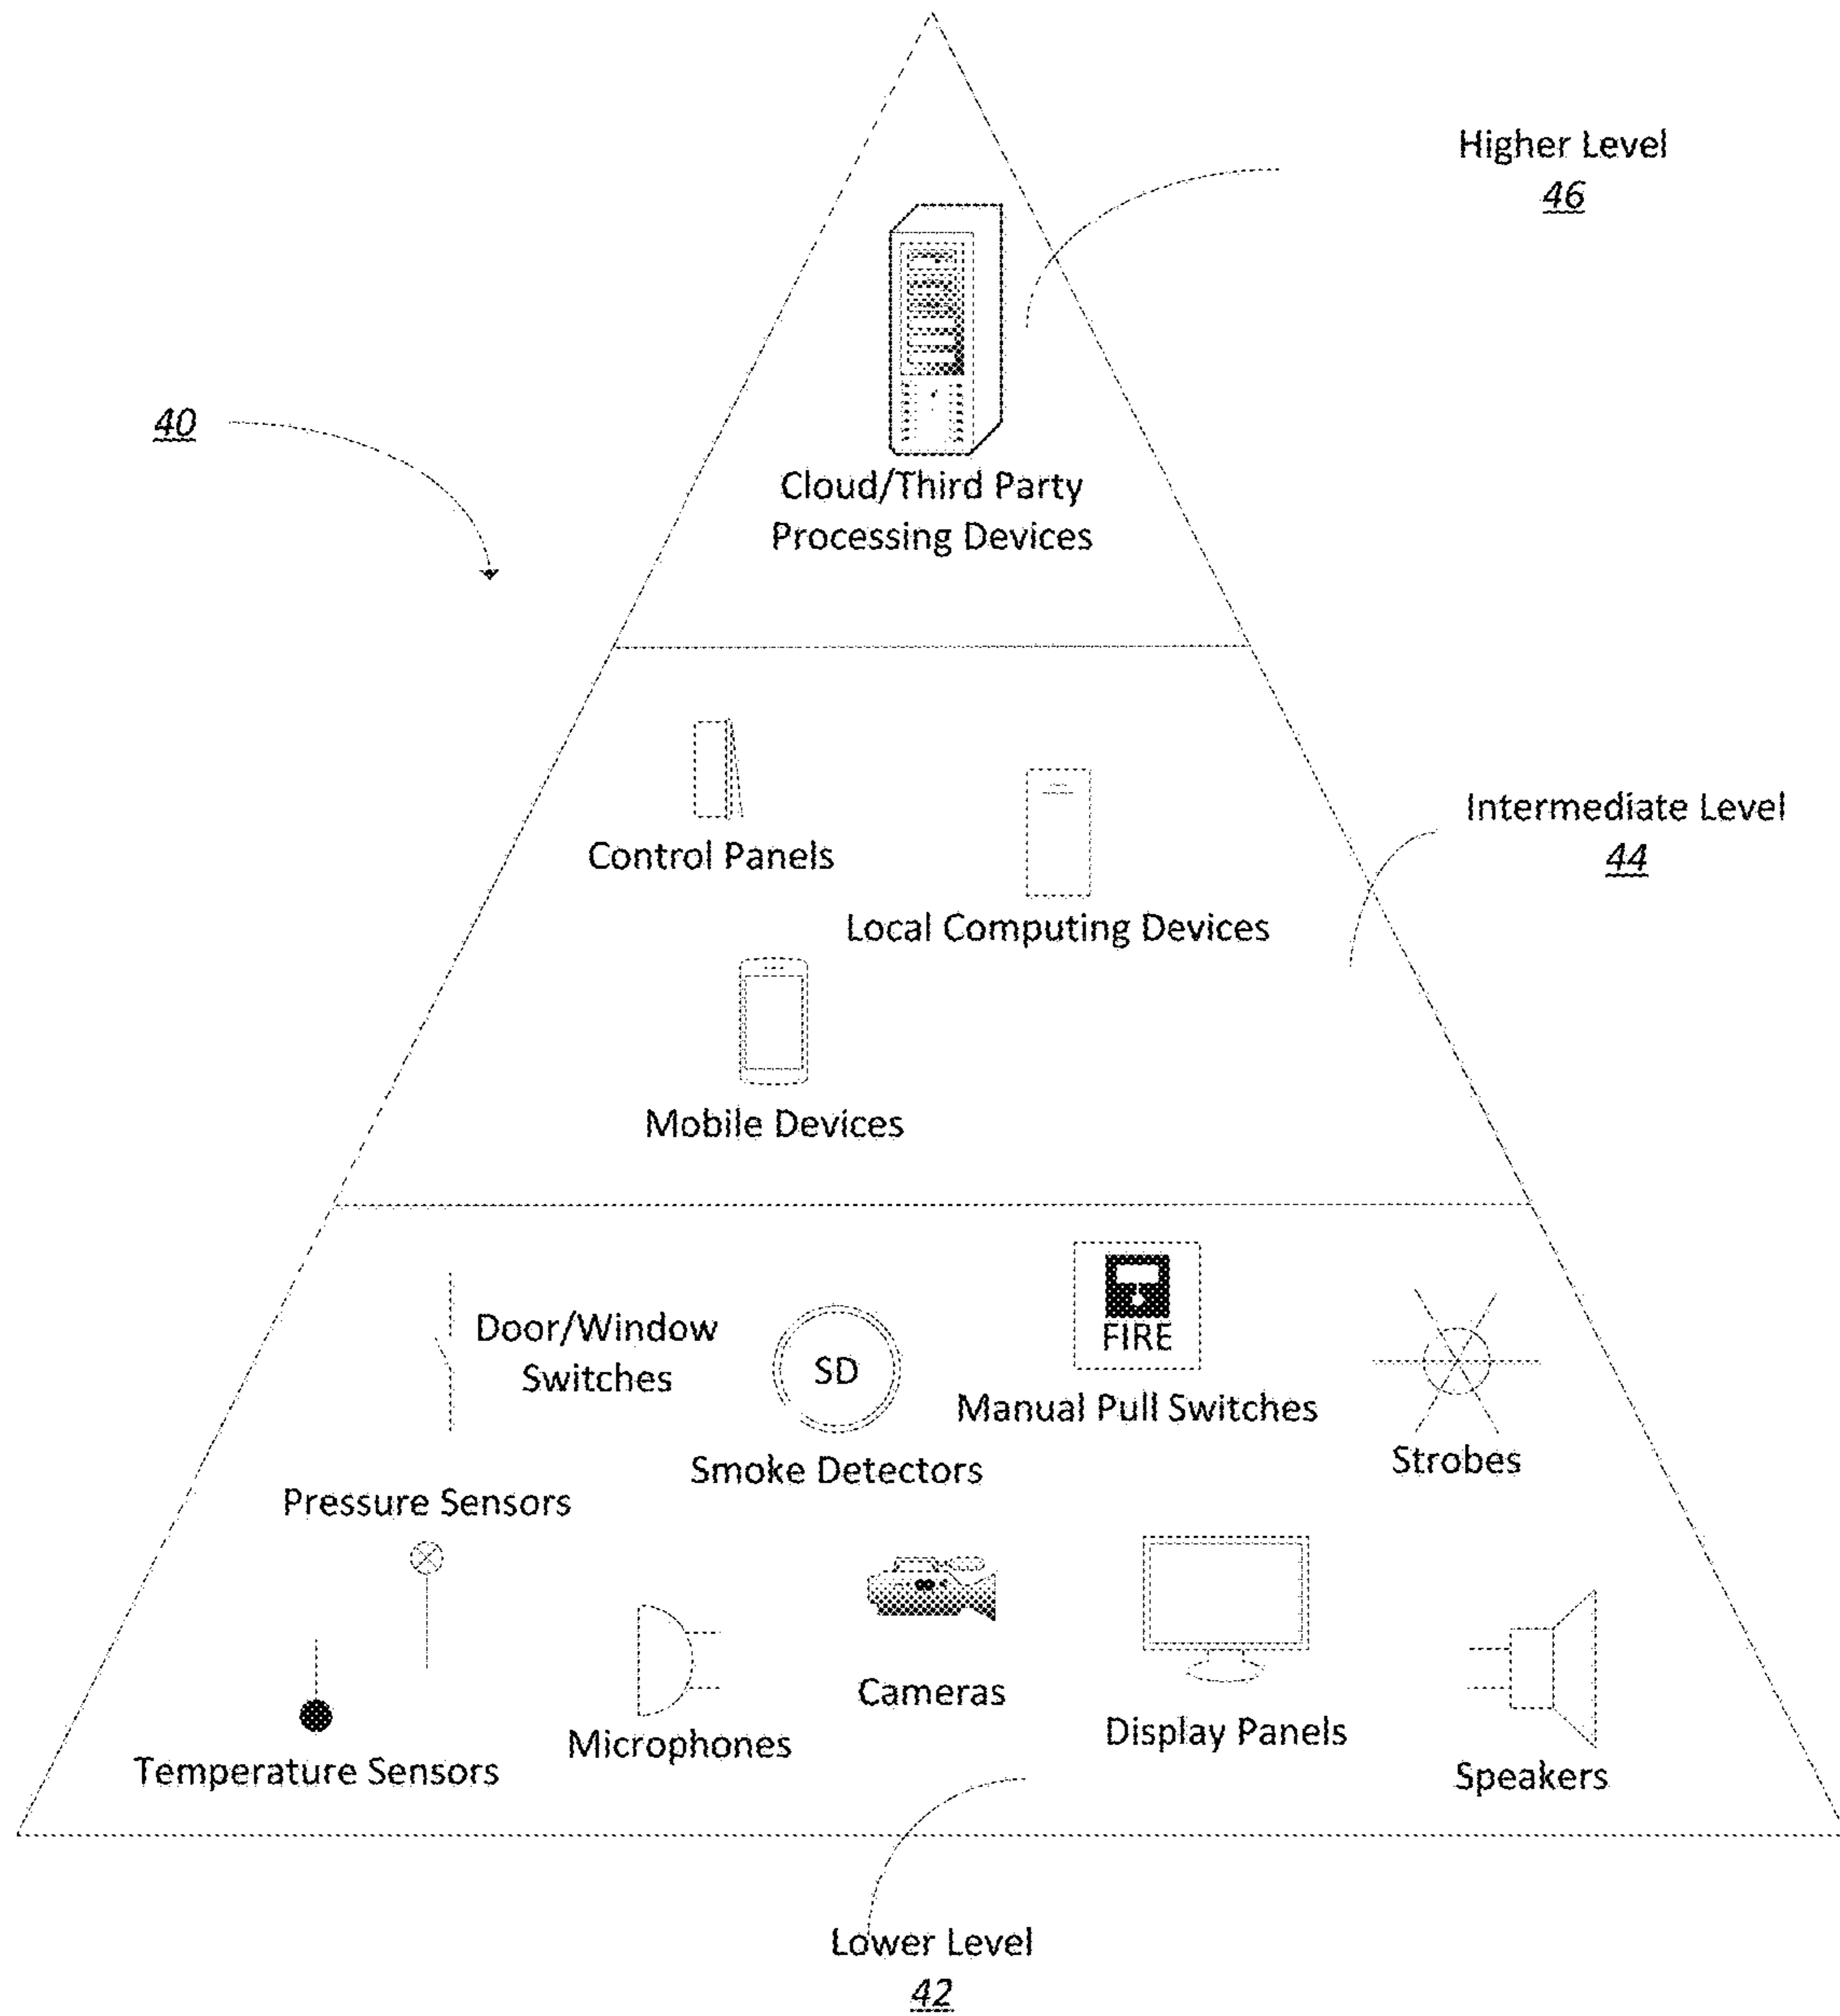 Higher Level
46
40
Cloud/Third Party
Processing Devices
Control Panels
Intermediate Level
44
Local Computing Devices
Mobile Devices
Door/Window
Switches
SD
Smoke Detectors
FIRE
Manual Pull Switches
Strobes
Pressure Sensors
Temperature Sensors
Microphones
Cameras
Display Panels
Speakers
Lower Level
42